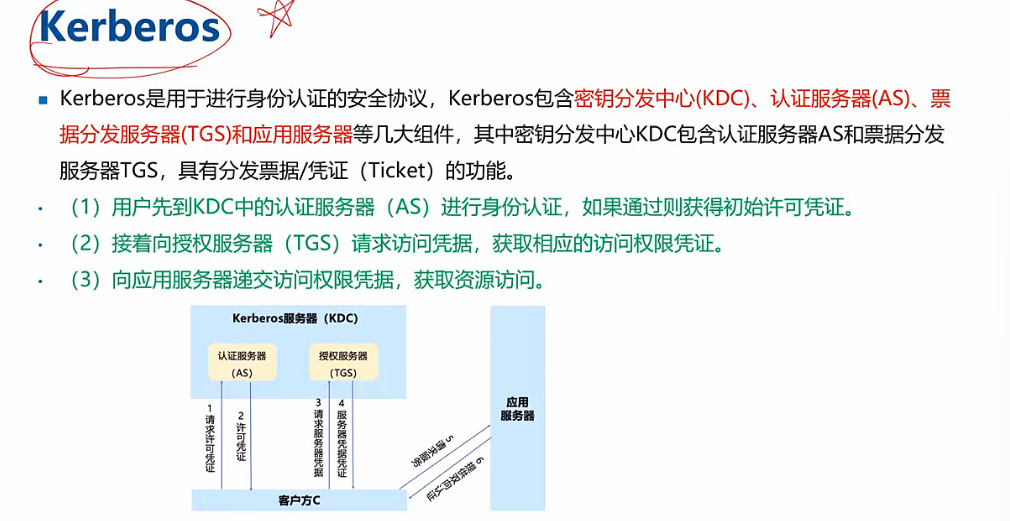 Kerberos
Kerberos是用于进行身份认证的安全协议，Kerberos包含密钥分发中心(KDC)、认证服务器(AS)、票
据分发服务器(TGS)和应用服务器等几大组件，其中密钥分发中心KDC包含认证服务器AS和票据分发
服务器TGS，具有分发票据/凭证（Ticket）的功能。
（1）用户先到KDC中的认证服务器（AS）进行身份认证，如果通过则获得初始许可凭证。
（2）接着向授权服务器（TGS）请求访问凭据，获取相应的访问权限凭证。
（3）向应用服务器递交访问权限凭据，获取资源访问。
Kerberos服务器（KDC）
认证服务器
（AS）
授权服务器
（TGS）
1请求许可凭证
2许可凭证
3请求服务器凭据
4服务器凭据凭证
5请求服务
6提供双向认证
应用
服务器
客户方C